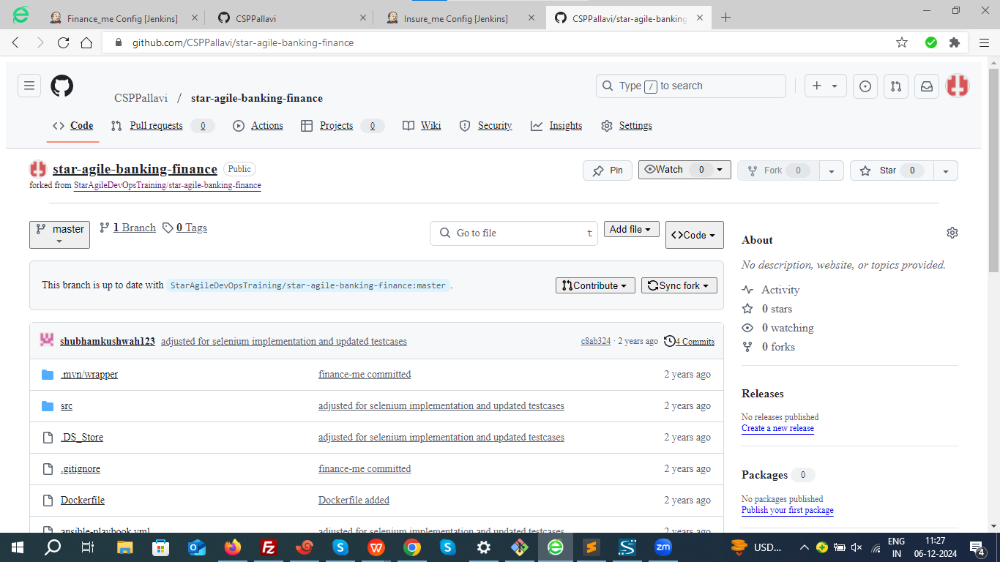 Finance_me Config [Jenkins]
CSPPallavi
Insure_me Config [Jenkins]
CSPPallavi/star-agile-banking
github.com/CSPPallavi/star-agile-banking-finance
CSPPallavi / star-agile-banking-finance
Type / to search
Code
Pull requests 0
Actions
Projects 0
Wiki
Security
Insights
Settings
star-agile-banking-finance Public
forked from StarAgileDevOpsTraining/star-agile-banking-finance
Pin
Watch 0
Fork 0
Star 0
master
1 Branch
0 Tags
Go to file t
Add file
Code
This branch is up to date with StarAgileDevOpsTraining/star-agile-banking-finance:master .
Contribute
Sync fork
shubhamkushwah123 adjusted for selenium implementation and updated testcases c8ab324 · 2 years ago 4 Commits
.mvn/wrapper finance-me committed 2 years ago
src adjusted for selenium implementation and updated testcases 2 years ago
.DS_Store adjusted for selenium implementation and updated testcases 2 years ago
.gitignore finance-me committed 2 years ago
Dockerfile Dockerfile added 2 years ago
ansible-playbook.yml adjusted for selenium implementation and updated testcases 2 years ago
About
No description, website, or topics provided.
Activity
0 stars
0 watching
0 forks
Releases
No releases published
Create a new release
Packages 0
No packages published
Publish your first package
USD...
ENG
IN
11:27
06-12-2024
4
Fz
S
W
S
S
S
zm